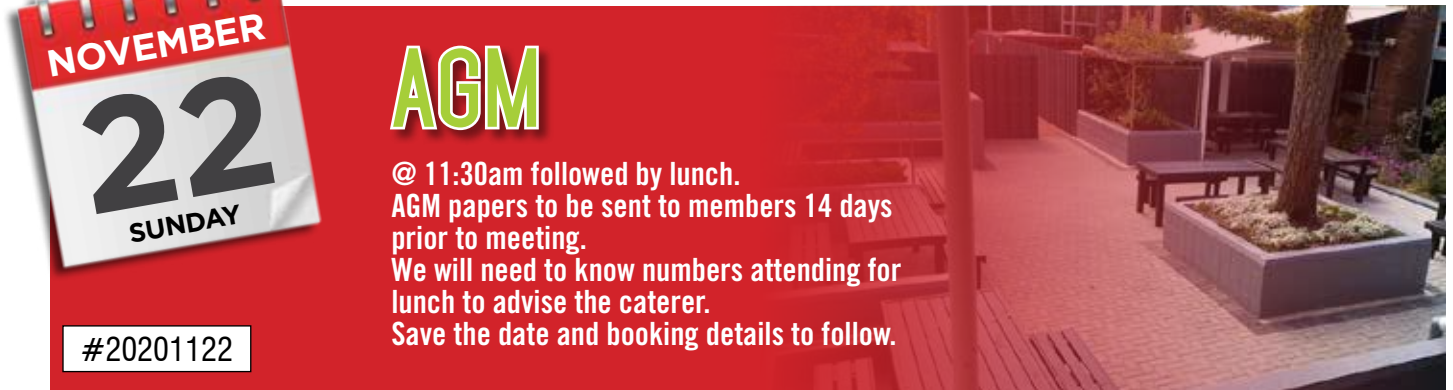 NOVEMBER
22
SUNDAY
AGM
@ 11:30am followed by lunch.
AGM papers to be sent to members 14 days
prior to meeting.
We will need to know numbers attending for
lunch to advise the caterer.
Save the date and booking details to follow.
#20201122